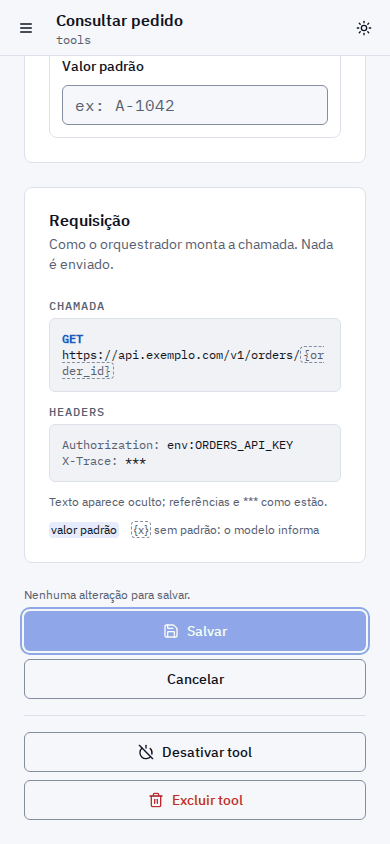 Consultar pedido
tools
Valor padrão
ex: A-1042
Requisição
Como o orquestrador monta a chamada. Nada
é enviado.
CHAMADA
GET
https://api.exemplo.com/v1/orders/{or
der_id}
HEADERS
Authorization: env:ORDERS_API_KEY
X-Trace: ***
Texto aparece oculto; referências e *** como estão.
valor padrão {x} sem padrão: o modelo informa
Nenhuma alteração para salvar.
Salvar
Cancelar
Desativar tool
Excluir tool